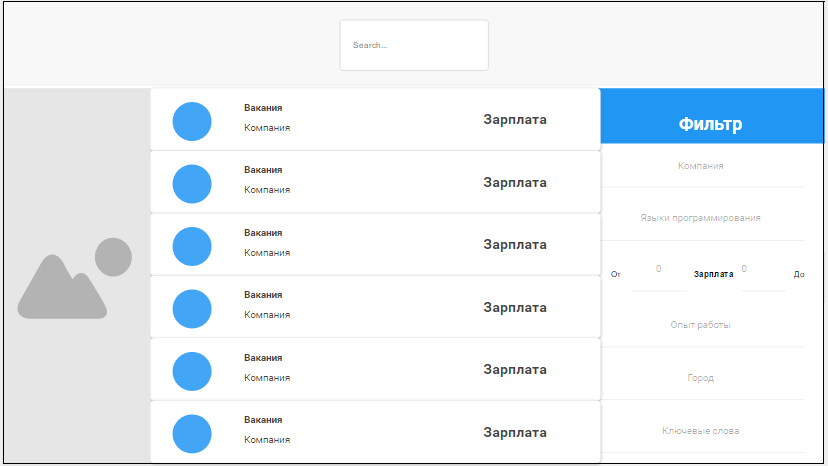 Search...
Вакания
Компания
Зарплата
Вакания
Компания
Зарплата
Вакания
Компания
Зарплата
Вакания
Компания
Зарплата
Вакания
Компания
Зарплата
Вакания
Компания
Зарплата
Фильтр
Компания
Языки программирования
От 0 Зарплата 0 До
Опыт работы
Город
Ключевые слова